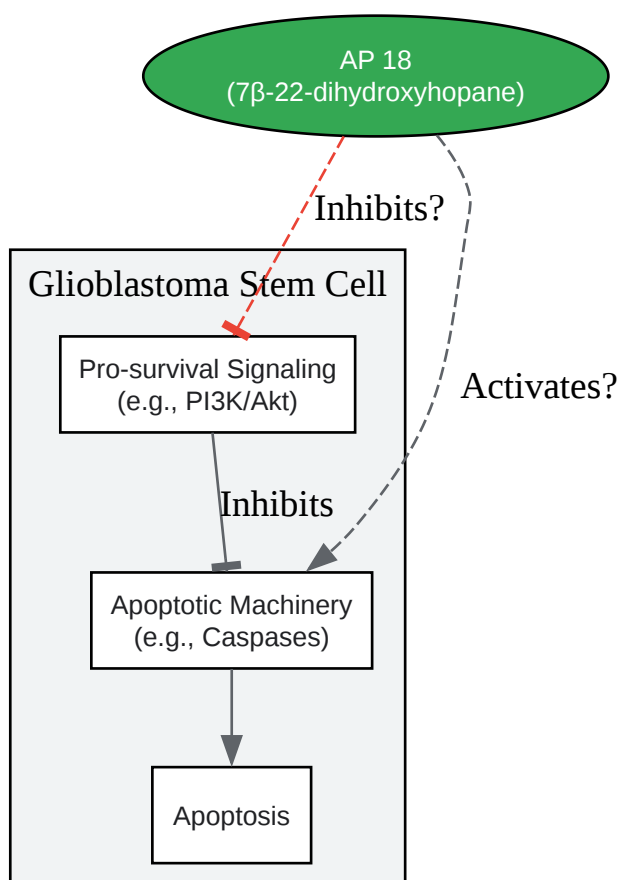 AP 18
(7β-22-dihydroxyhopane)
Inhibits?
Glioblastoma Stem Cell
Pro-survival Signaling
(e.g., PI3K/Akt)
Activates?
Inhibits
Apoptotic Machinery
(e.g., Caspases)
Apoptosis